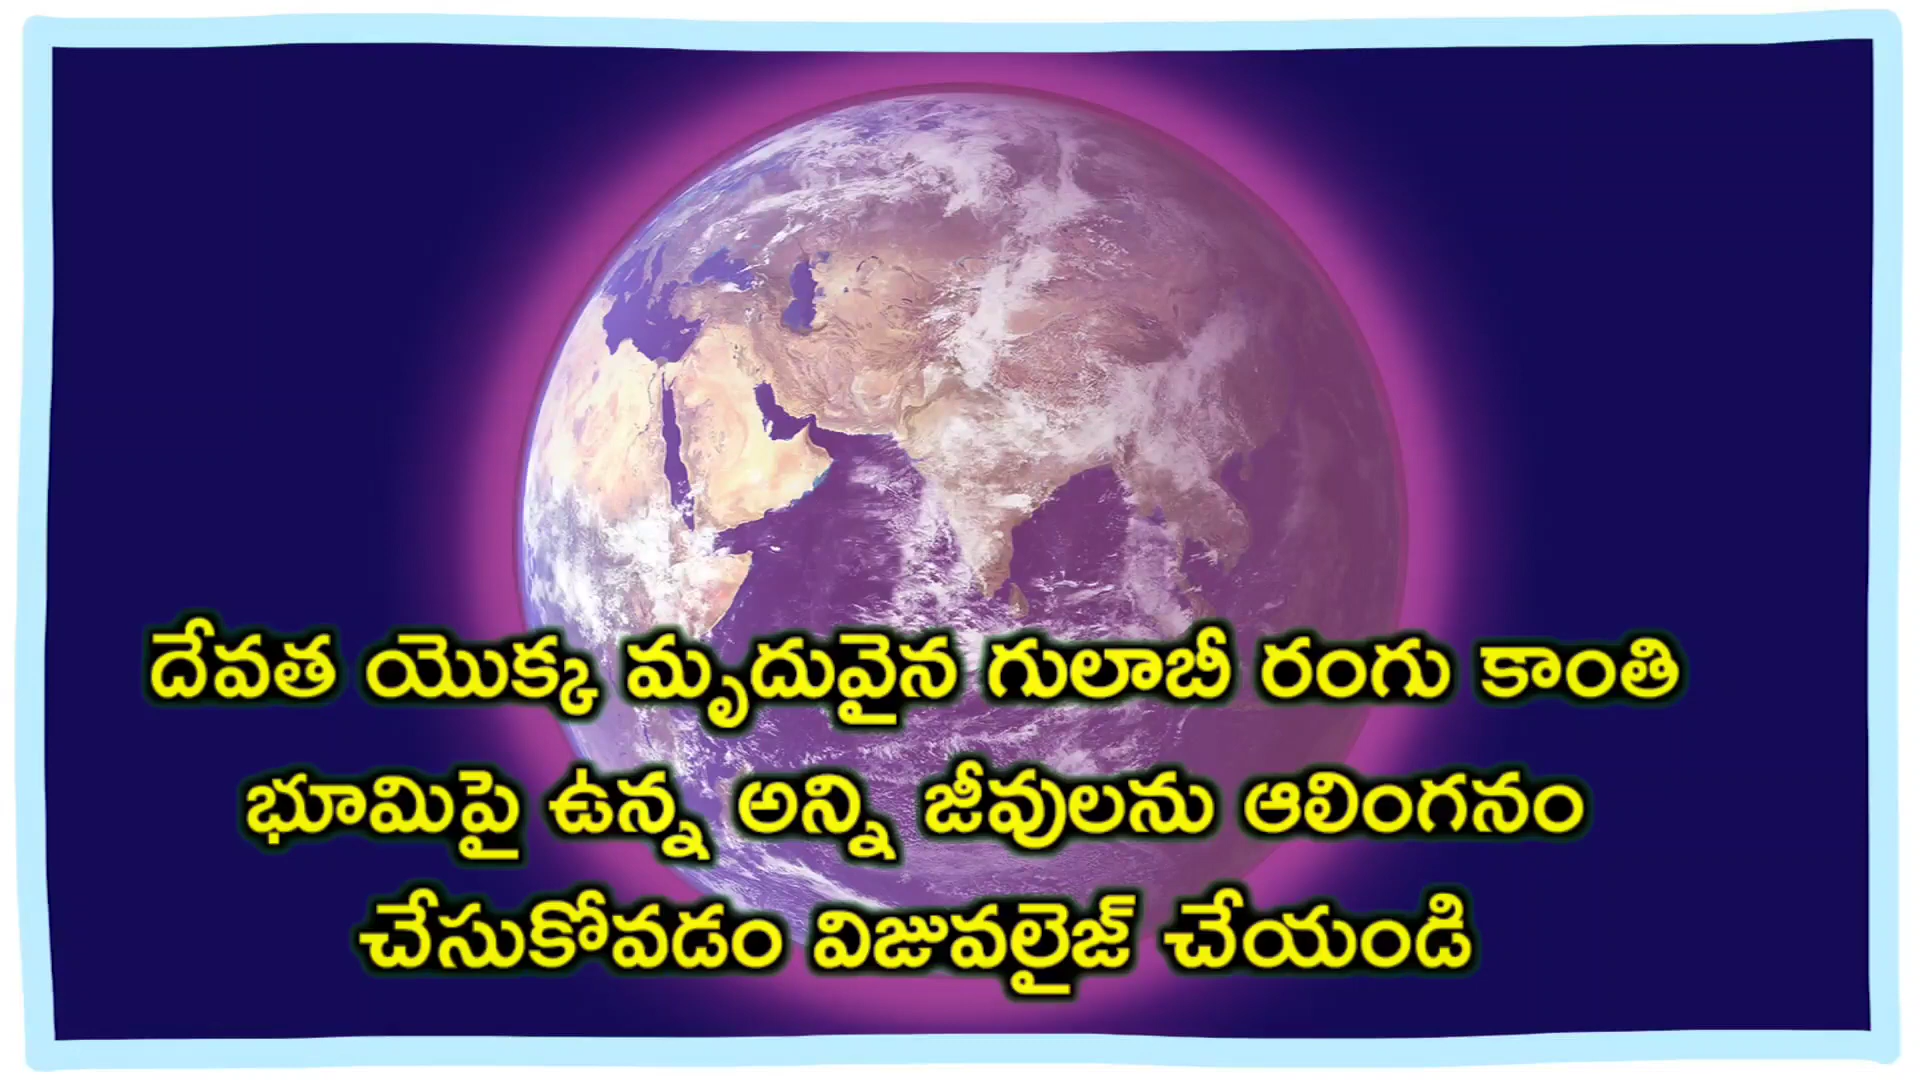 దేవత యొక్క మృదువైన గులాబీ రంగు కాంతి
భూమిపై ఉన్న అన్ని జీవులను ఆలింగనం
చేసుకోవడం విజువలైజ్ చేయండి